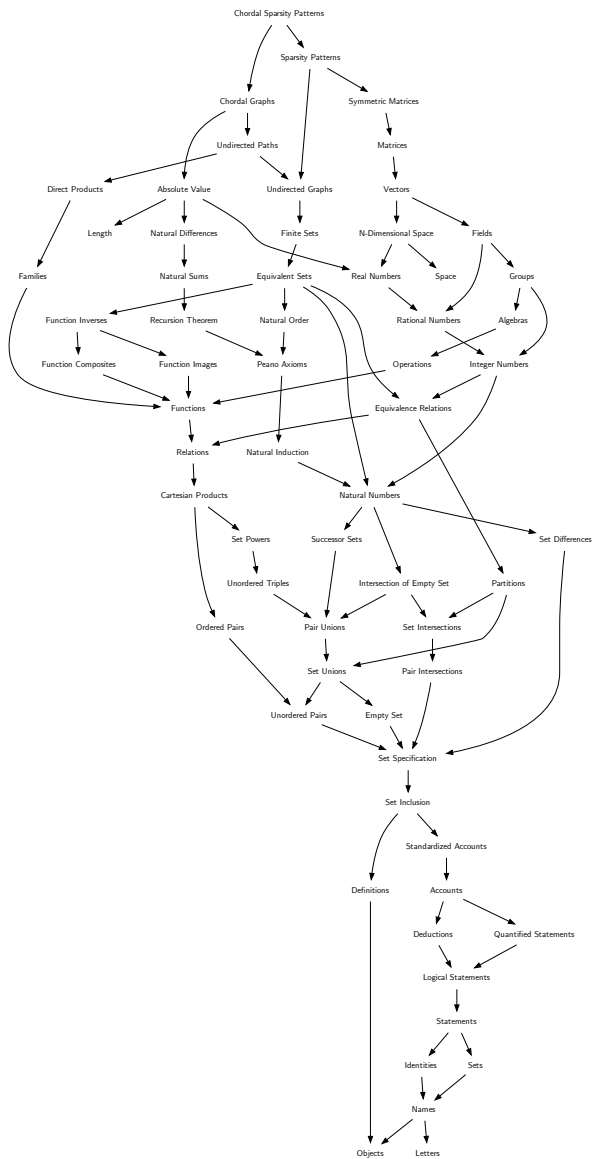 Chordal Sparsity Patterns
Sparsity Patterns
Chordal Graphs
Symmetric Matrices
Undirected Paths
Matrices
Direct Products
Absolute Value
Undirected Graphs
Vectors
Length
Natural Differences
Finite Sets
N-Dimensional Space
Fields
Families
Natural Sums
Equivalent Sets
Real Numbers
Space
Groups
Function Inverses
Recursion Theorem
Natural Order
Rational Numbers
Algebras
Function Composites
Function Images
Peano Axioms
Operations
Integer Numbers
Functions
Equivalence Relations
Relations
Natural Induction
Cartesian Products
Natural Numbers
Set Powers
Successor Sets
Set Differences
Unordered Triples
Intersection of Empty Set
Partitions
Ordered Pairs
Pair Unions
Set Intersections
Set Unions
Pair Intersections
Unordered Pairs
Empty Set
Set Specification
Set Inclusion
Standardized Accounts
Definitions
Accounts
Deductions
Quantified Statements
Logical Statements
Statements
Identities
Sets
Names
Objects
Letters